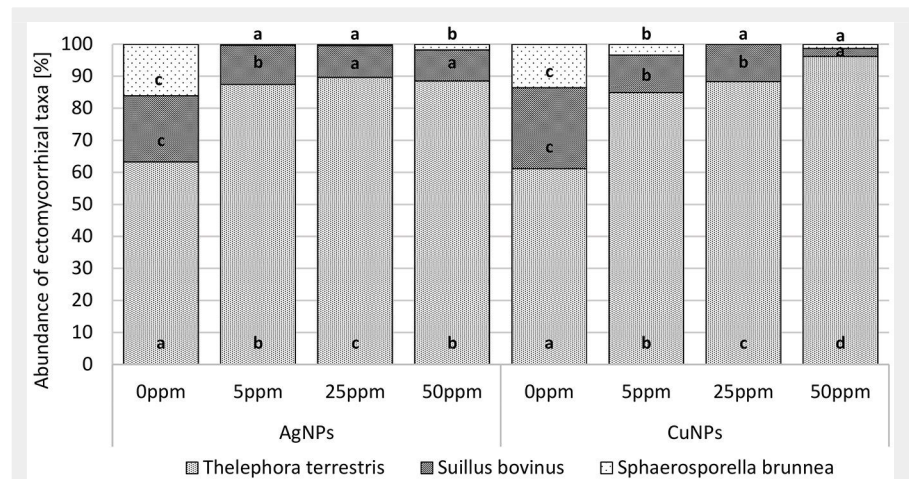 Abundance of ectomycorrhizal taxa [%]
100
90
80
70
60
50
40
30
20
10
0
a a b b a a
c b a a c b b a
c c
a b c b a b c d
0ppm 5ppm 25ppm 50ppm 0ppm 5ppm 25ppm 50ppm
AgNPs CuNPs
Thelephora terrestris Suillus bovinus Sphaerosporella brunnea